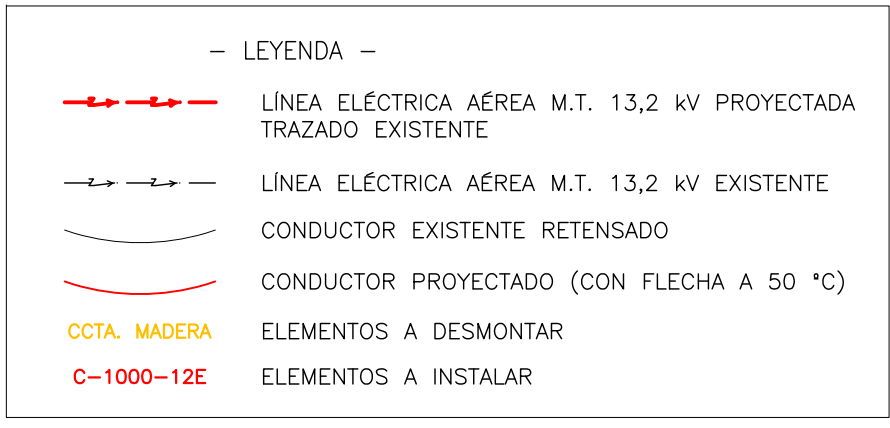 - LEYENDA -
LÍNEA ELÉCTRICA AÉREA M.T. 13,2 kV PROYECTADA
TRAZADO EXISTENTE
LÍNEA ELÉCTRICA AÉREA M.T. 13,2 kV EXISTENTE
CONDUCTOR EXISTENTE RETENSADO
CONDUCTOR PROYECTADO (CON FLECHA A 50 °C)
CCTA. MADERA ELEMENTOS A DESMONTAR
C-1000-12E ELEMENTOS A INSTALAR